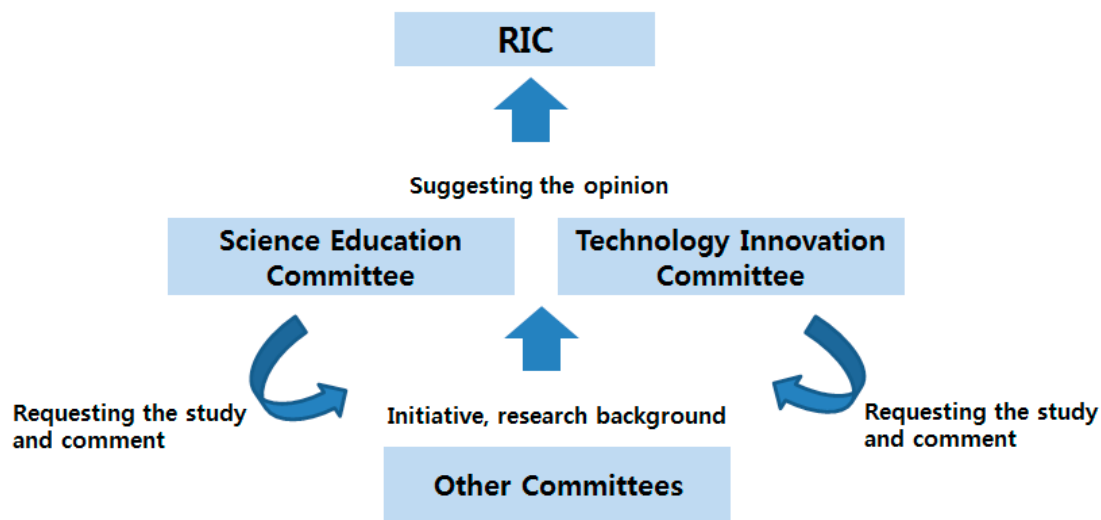 RIC
Suggesting the opinion
Science Education
Committee
Technology Innovation
Committee
Requesting the study
and comment
Initiative, research background
Requesting the study
and comment
Other Committees